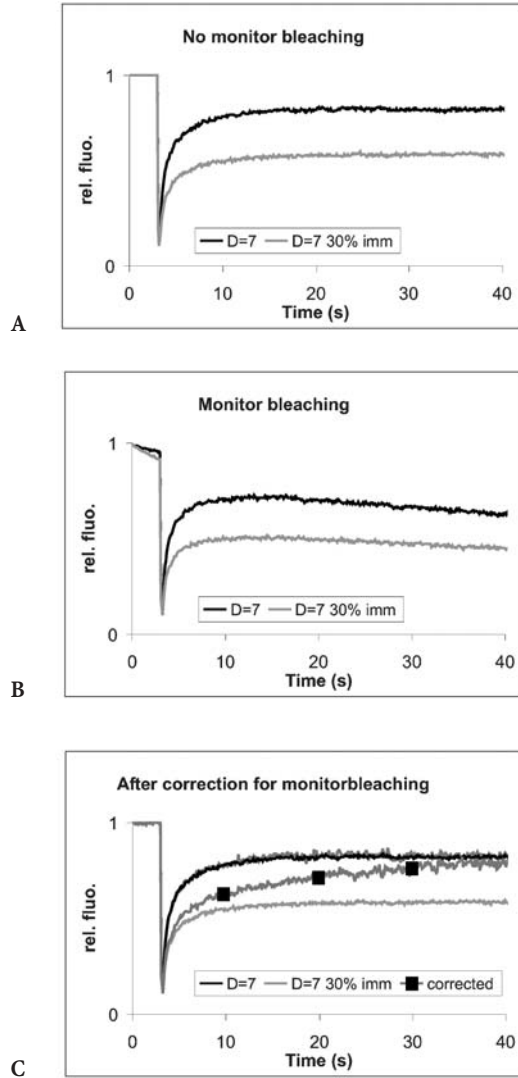 No monitor bleaching
1
rel. fluo.
D=7 D=7 30% imm
0
0 10 20 30 40
Time (s)
A
Monitor bleaching
1
rel. fluo.
D=7 D=7 30% imm
0
0 10 20 30 40
Time (s)
B
After correction for monitorbleaching
1
rel. fluo.
D=7 D=7 30% imm corrected
0
0 10 20 30 40
Time (s)
C